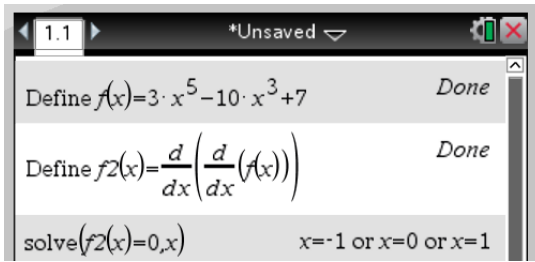 1.1 *Unsaved
Define f(x)=3·x^5−10·x^3+7 Done
Define f2(x)=d/dx(d/dx(f(x))) Done
solve(f2(x)=0,x) x=-1 or x=0 or x=1